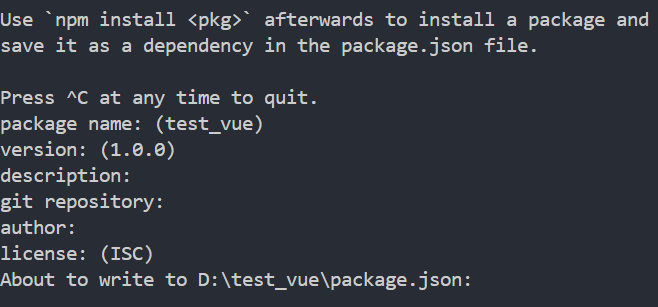 Use `npm install <pkg>` afterwards to install a package and
save it as a dependency in the package.json file.
Press ^C at any time to quit.
package name: (test_vue)
version: (1.0.0)
description:
git repository:
author:
license: (ISC)
About to write to D:\test_vue\package.json: